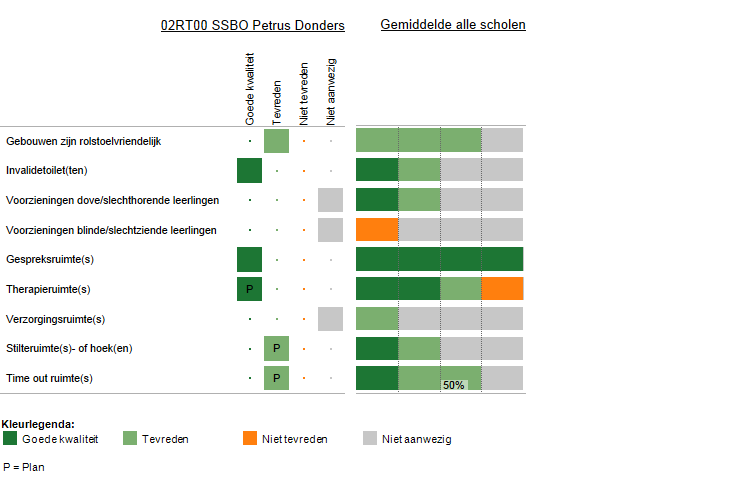 02RT00 SSBO Petrus Donders
Gemiddelde alle scholen
Goede kwaliteit
Tevreden
Niet tevreden
Niet aanwezig
Gebouwen zijn rolstoelvriendelijk
Invalidetoilet(ten)
Voorzieningen dove/slechthorende leerlingen
Voorzieningen blinde/slechtziende leerlingen
Gespreksruimte(s)
Therapieruimte(s)
P
Verzorgingsruimte(s)
Stilteruimte(s)- of hoek(en)
P
Time out ruimte(s)
P
50%
Kleurlegenda:
Goede kwaliteit
Tevreden
Niet tevreden
Niet aanwezig
P = Plan